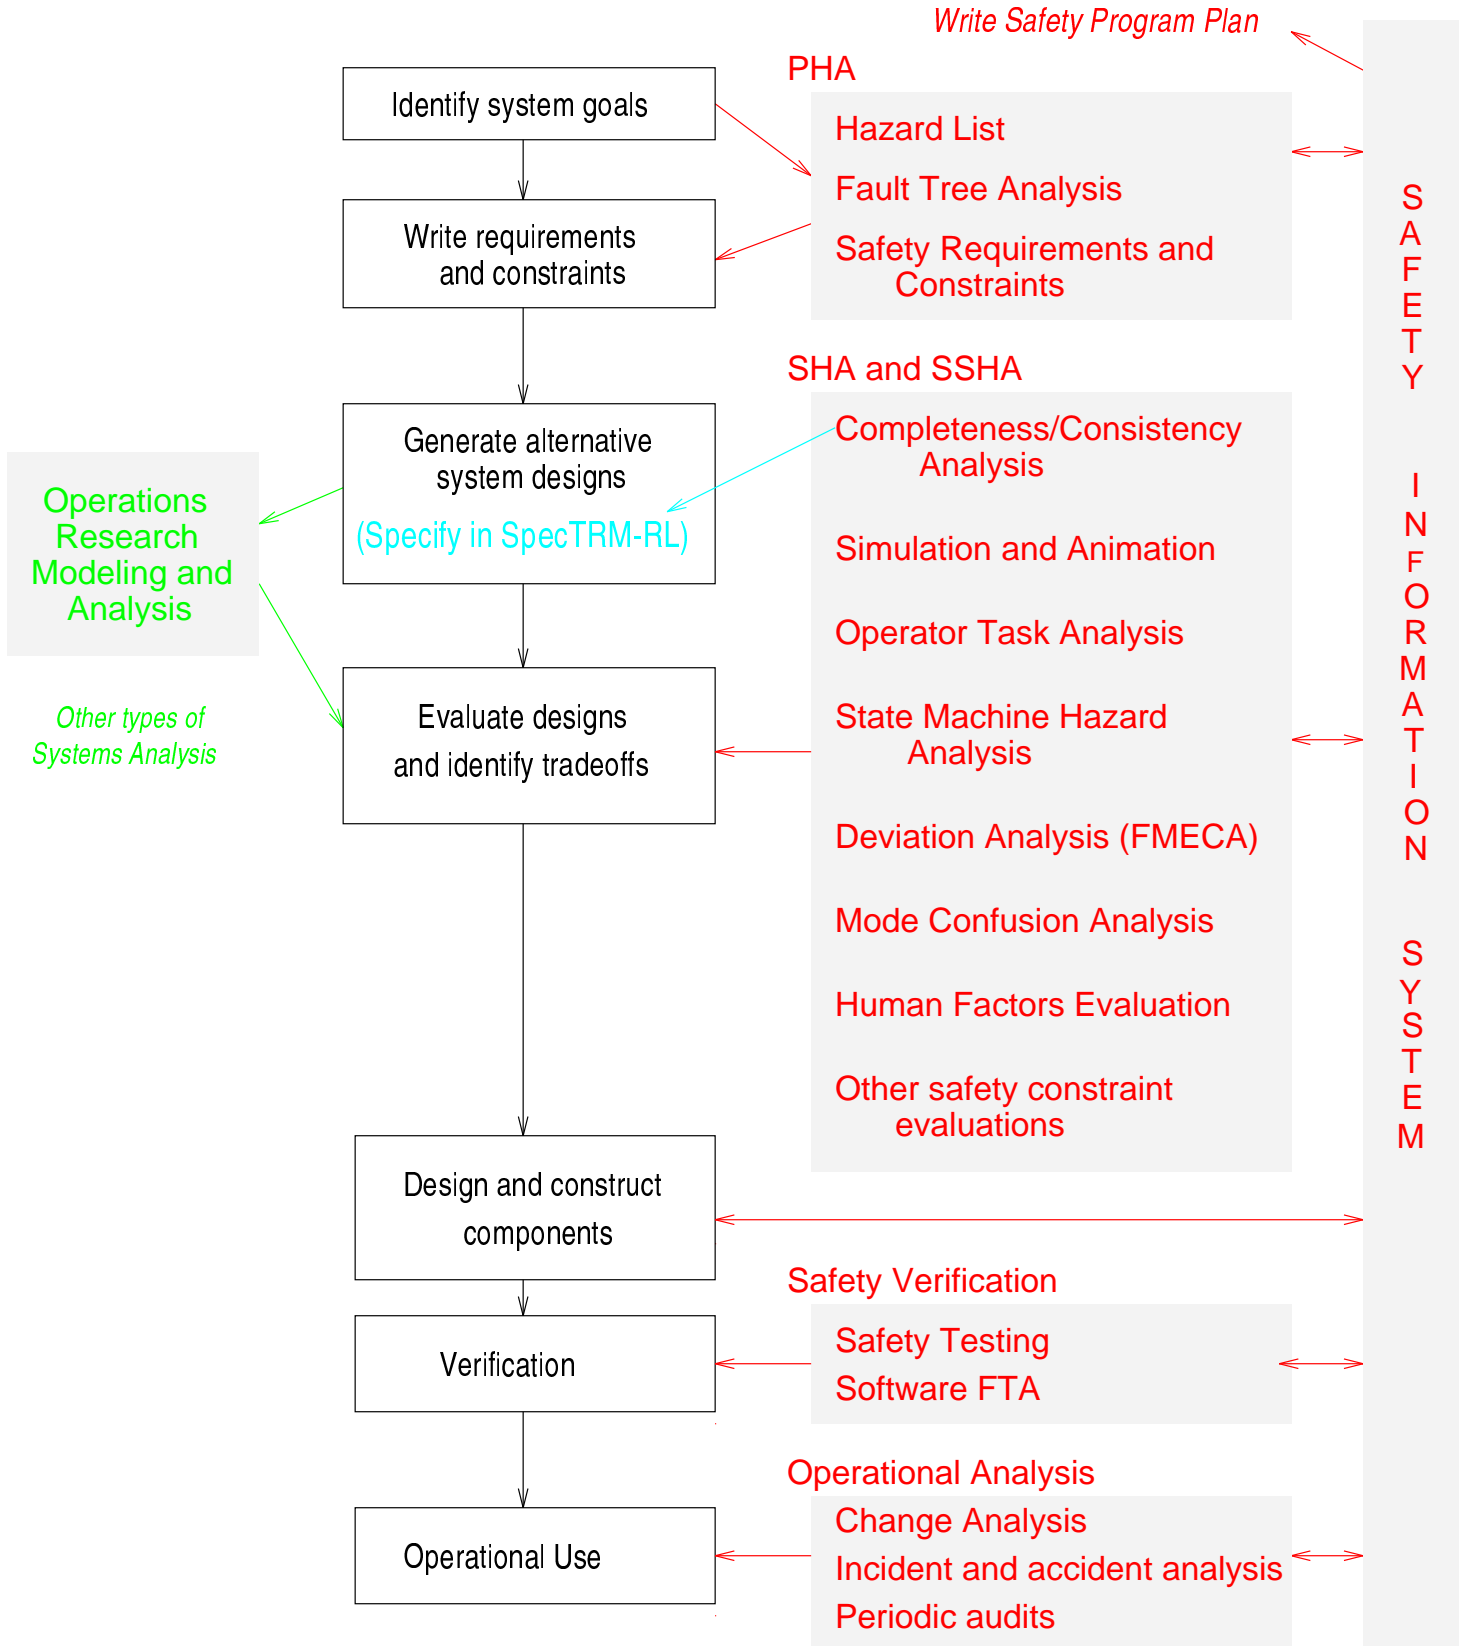 Write Safety Program Plan
PHA
Identify system goals
Hazard List
Fault Tree Analysis
Write requirements
and constraints
Safety Requirements and
Constraints
SHA and SSHA
Generate alternative
system designs
(Specify in SpecTRM-RL)
Completeness/Consistency
Analysis
Operations
Research
Modeling and
Analysis
Simulation and Animation
Operator Task Analysis
Other types of
Systems Analysis
Evaluate designs
and identify tradeoffs
State Machine Hazard
Analysis
Deviation Analysis (FMECA)
Mode Confusion Analysis
Human Factors Evaluation
Other safety constraint
evaluations
Design and construct
components
Safety Verification
Verification
Safety Testing
Software FTA
Operational Analysis
Operational Use
Change Analysis
Incident and accident analysis
Periodic audits
SAFETY INFORMATION SYSTEM